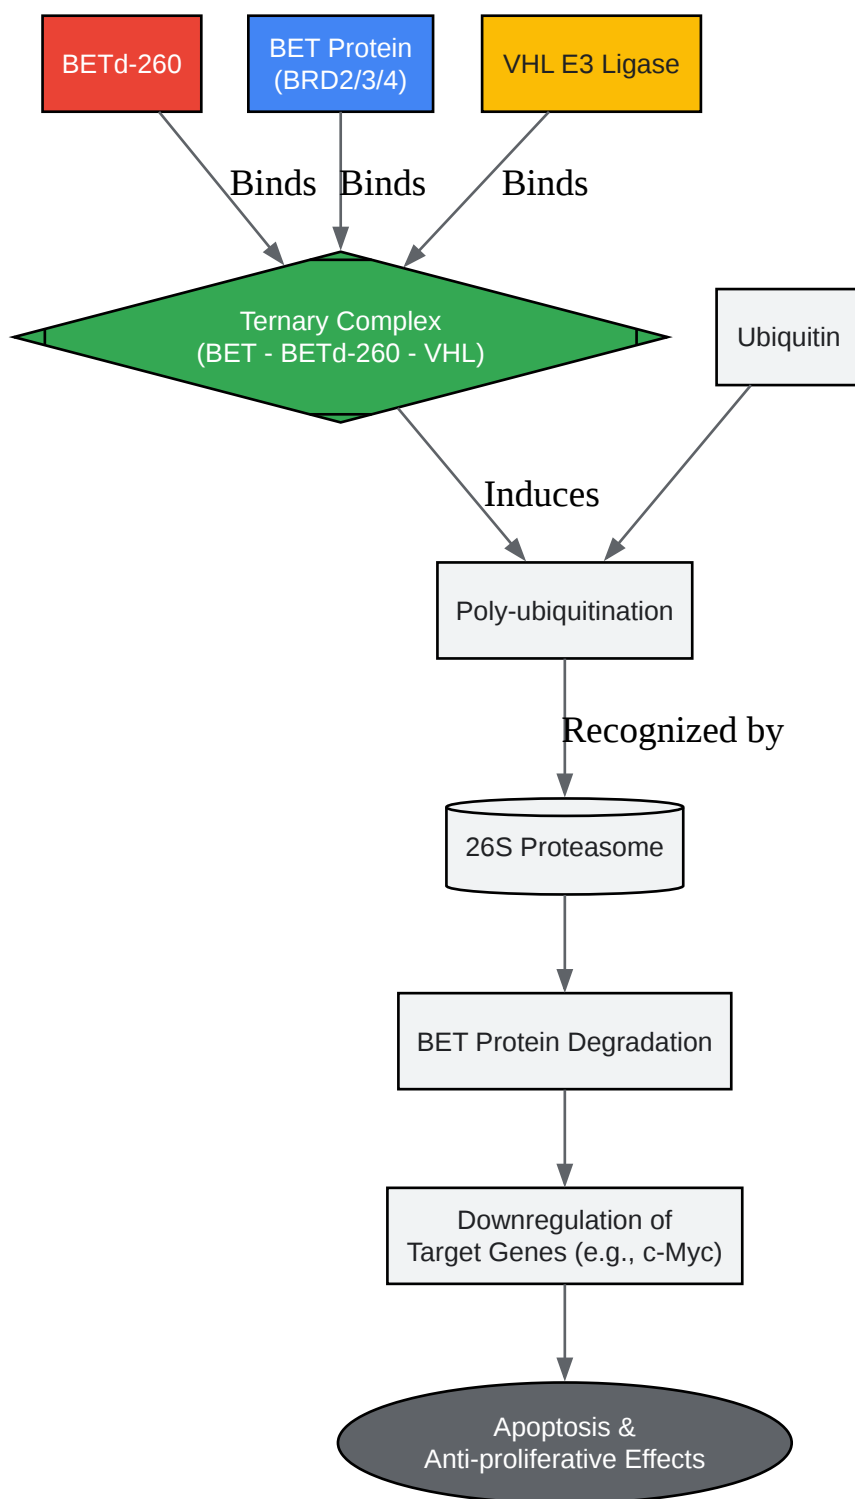 BETd-260
BET Protein
(BRD2/3/4)
VHL E3 Ligase
Binds
Binds
Binds
Ternary Complex
(BET - BETd-260 - VHL)
Ubiquitin
Induces
Poly-ubiquitination
Recognized by
26S Proteasome
BET Protein Degradation
Downregulation of
Target Genes (e.g., c-Myc)
Apoptosis &
Anti-proliferative Effects